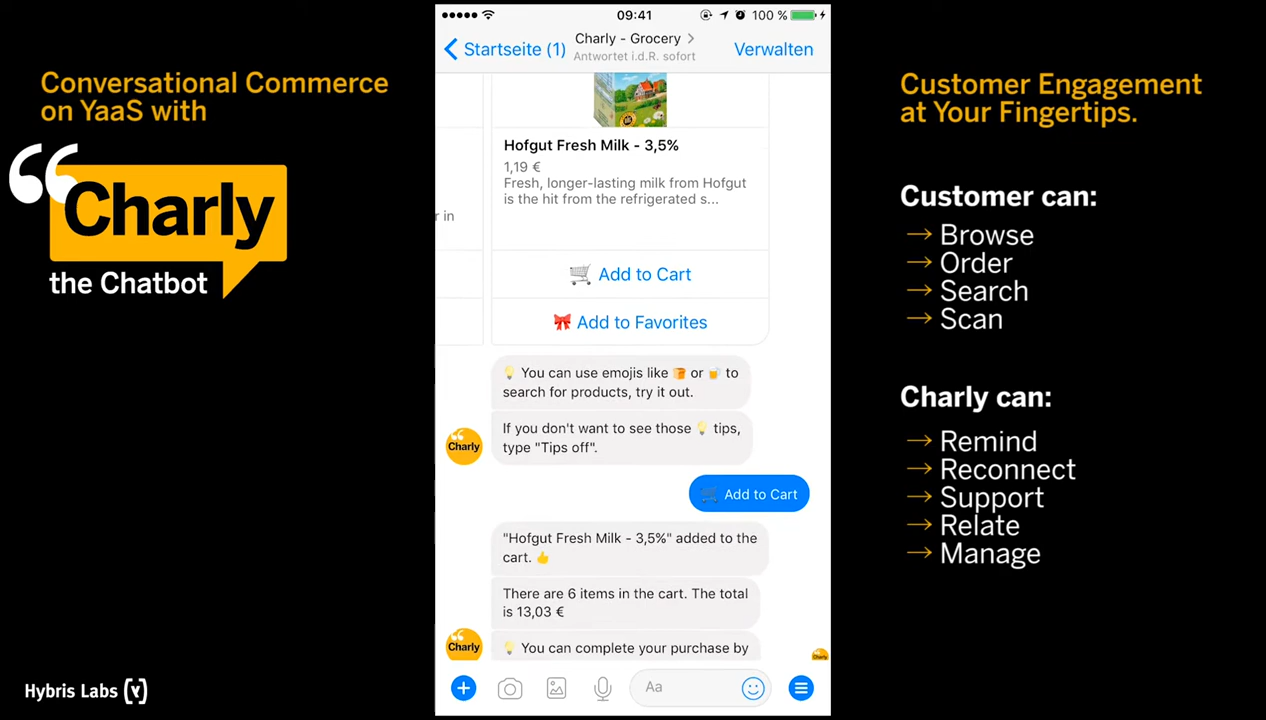 Conversational Commerce
on YaaS with
Charly
the Chatbot
Hybris Labs (Y)
09:41
100 %
Startseite (1)
Charly - Grocery
Antwortet i.d.R. sofort
Verwalten
r in
Hofgut Fresh Milk - 3,5%
1,19 €
Fresh, longer-lasting milk from Hofgut
is the hit from the refrigerated s...
🛒 Add to Cart
🎀 Add to Favorites
💡 You can use emojis like 🍞 or 🍺 to
search for products, try it out.
If you don't want to see those 💡 tips,
type "Tips off".
Charly
🛒 Add to Cart
"Hofgut Fresh Milk - 3,5%" added to the
cart. 👍
There are 6 items in the cart. The total
is 13,03 €
💡 You can complete your purchase by
Charly
Charly
Aa
Customer Engagement
at Your Fingertips.
Customer can:
→ Browse
→ Order
→ Search
→ Scan
Charly can:
→ Remind
→ Reconnect
→ Support
→ Relate
→ Manage